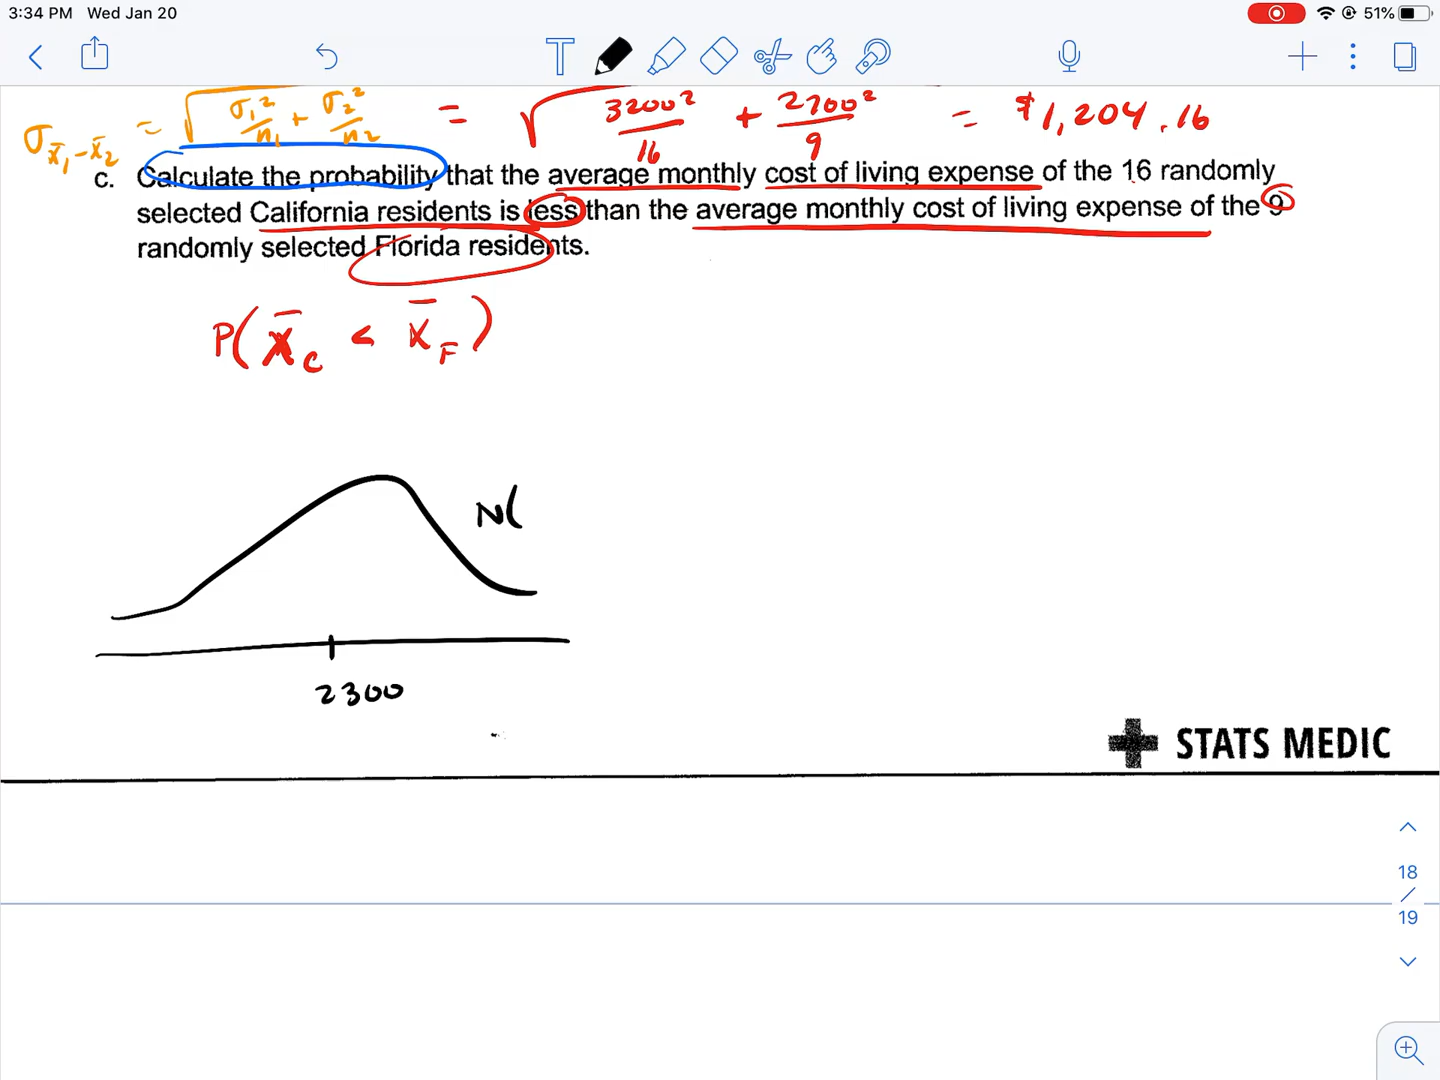 3:34 PM Wed Jan 20 51%
σx̄₁−x̄₂ = √(σ₁²/n₁ + σ₂²/n₂) = √(3200²/16 + 2700²/9) = $1,204.16
c. Calculate the probability that the average monthly cost of living expense of the 16 randomly
selected California residents is less than the average monthly cost of living expense of the 9
randomly selected Florida residents.
P(x̄C < x̄F)
N(
2300
STATS MEDIC
18
/
19